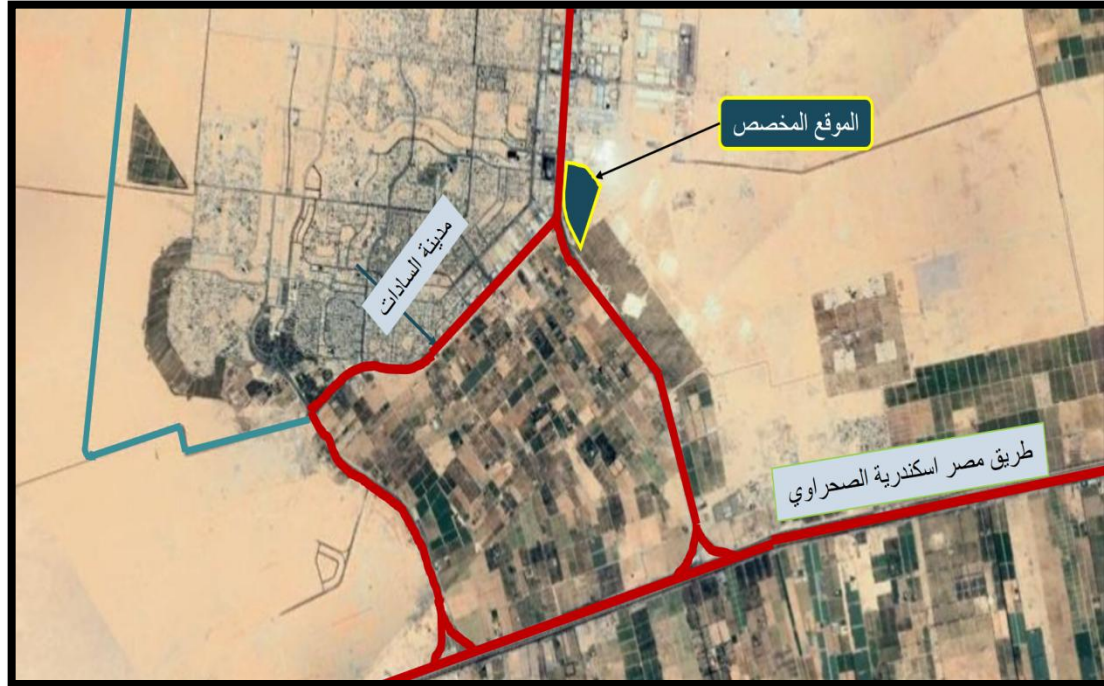 الموقع المخصص
مدينة السادات
طريق مصر اسكندرية الصحراوي